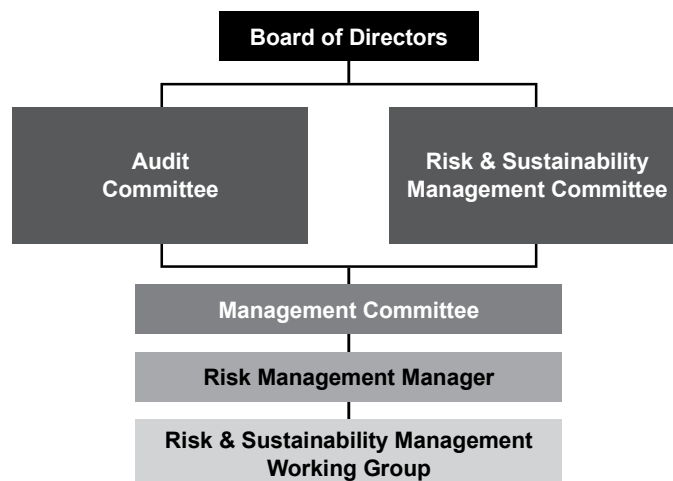 Board of Directors
Audit
Committee
Risk & Sustainability
Management Committee
Management Committee
Risk Management Manager
Risk & Sustainability Management
Working Group